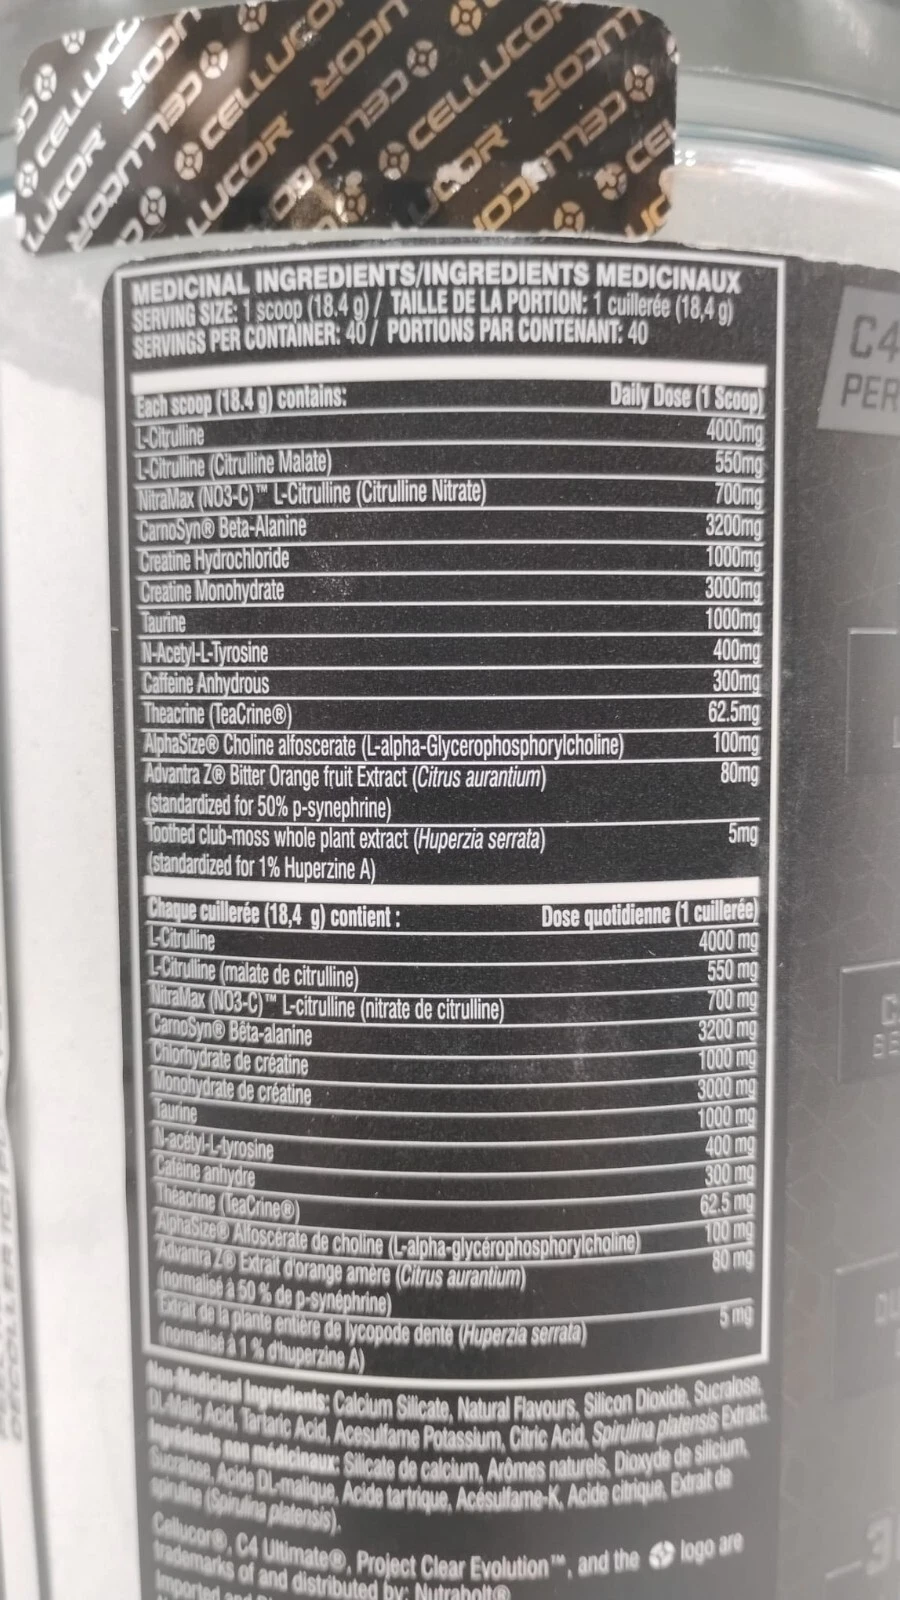 CELLUCOR
MEDICINAL INGREDIENTS/INGREDIENTS MEDICINAUX
SERVING SIZE: 1 scoop (18.4 g) / TAILLE DE LA PORTION: 1 cuillerée (18,4 g)
SERVINGS PER CONTAINER: 40 / PORTIONS PAR CONTENANT: 40
Each scoop (18.4 g) contains: Daily Dose (1 Scoop)
L-Citrulline 4000mg
L-Citrulline (Citrulline Malate) 550mg
NitraMax (NO3-C)™ L-Citrulline (Citrulline Nitrate) 700mg
CarnoSyn® Beta-Alanine 3200mg
Creatine Hydrochloride 1000mg
Creatine Monohydrate 3000mg
Taurine 1000mg
N-Acetyl-L-Tyrosine 400mg
Caffeine Anhydrous 300mg
Theacrine (TeaCrine®) 62.5mg
AlphaSize® Choline alfoscerate (L-alpha-Glycerophosphorylcholine) 100mg
Advantra Z® Bitter Orange fruit Extract (Citrus aurantium) 80mg
(standardized for 50% p-synephrine)
Toothed club-moss whole plant extract (Huperzia serrata) 5mg
(standardized for 1% Huperzine A)
Chaque cuillerée (18,4 g) contient : Dose quotidienne (1 cuillerée)
L-Citrulline 4000 mg
L-Citrulline (malate de citrulline) 550 mg
NitraMax (NO3-C)™ L-citrulline (nitrate de citrulline) 700 mg
CarnoSyn® Bêta-alanine 3200 mg
Chlorhydrate de créatine 1000 mg
Monohydrate de créatine 3000 mg
Taurine 1000 mg
N-acétyl-L-tyrosine 400 mg
Caféine anhydre 300 mg
Théacrine (TeaCrine®) 62.5 mg
AlphaSize® Alfoscérate de choline (L-alpha-glycérophosphorylcholine) 100 mg
Advantra Z® Extrait d'orange amère (Citrus aurantium) 80 mg
(normalisé à 50 % de p-synéphrine)
Extrait de la plante entière de lycopode denté (Huperzia serrata) 5 mg
(normalisé à 1 % d'huperzine A)
Non-Medicinal Ingredients: Calcium Silicate, Natural Flavours, Silicon Dioxide, Sucralose,
DL-Malic Acid, Tartaric Acid, Acesulfame Potassium, Citric Acid, Spirulina platensis Extract.
Ingrédients non médicinaux: Silicate de calcium, Arômes naturels, Dioxyde de silicium,
Sucralose, Acide DL-malique, Acide tartrique, Acésulfame-K, Acide citrique, Extrait de
spiruline (Spirulina platensis).
Cellucor®, C4 Ultimate®, Project Clear Evolution™, and the logo are
trademarks of and distributed by: Nutrabolt®
Imported and
C4
PER